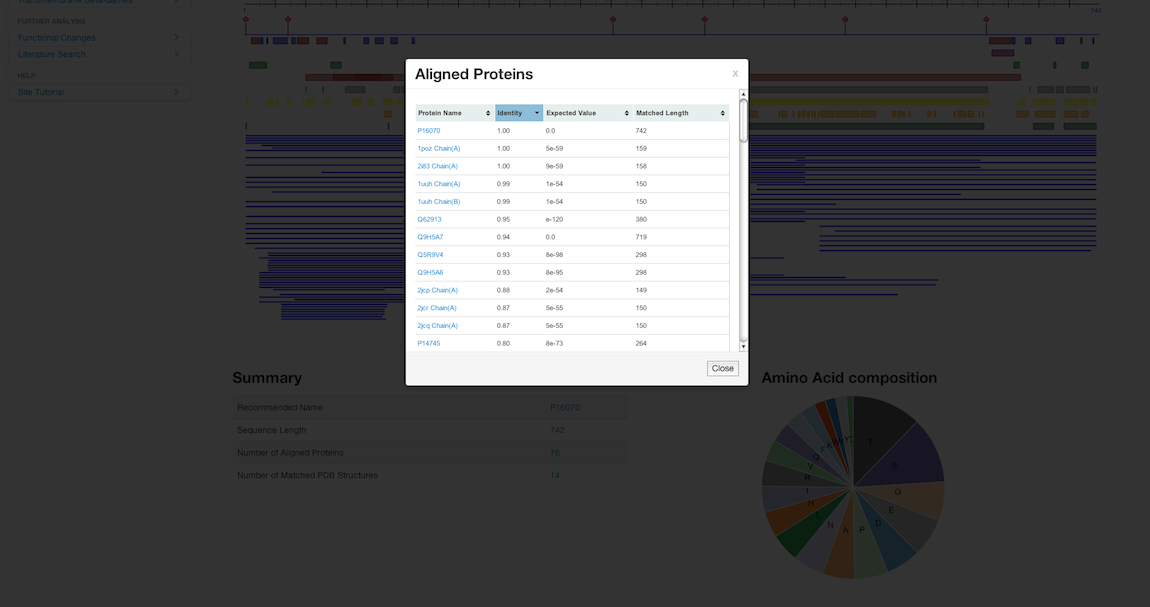 Transmembrane Beta-barrels
FURTHER ANALYSIS
Functional Changes
Literature Search
HELP
Site Tutorial
1
743
Aligned Proteins
x
Protein Name Identity Expected Value Matched Length
P16070 1.00 0.0 742
1poz Chain(A) 1.00 5e-59 159
2i83 Chain(A) 1.00 9e-59 158
1uuh Chain(A) 0.99 1e-54 150
1uuh Chain(B) 0.99 1e-54 150
Q62913 0.95 e-120 380
Q9H5A7 0.94 0.0 719
Q5R9V4 0.93 8e-98 298
Q9H5A6 0.93 8e-95 298
2jcp Chain(A) 0.88 2e-54 149
2jcr Chain(A) 0.87 5e-55 150
2jcq Chain(A) 0.87 5e-55 150
P14745 0.80 8e-73 264
Close
Summary
Recommended Name P16070
Sequence Length 742
Number of Aligned Proteins 76
Number of Matched PDB Structures 14
Amino Acid composition
T
S
G
E
D
P
A
N
L
H
I
R
V
Q
F
K
Y